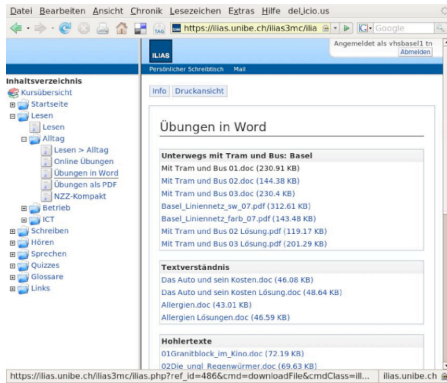 Datei Bearbeiten Ansicht Chronik Lesezeichen Extras Hilfe del.icio.us
TAG https://ilias.unibe.ch/ilias3mc/ilia Google
ILIAS
Angemeldet als vhsbasel1 tn
Abmelden
Persönlicher Schreibtisch Mail
Inhaltsverzeichnis
Kursübersicht
Startseite
Lesen
Lesen
Alltag
Lesen > Alltag
Online Übungen
Übungen in Word
Übungen als PDF
NZZ-Kompakt
Betrieb
ICT
Schreiben
Hören
Sprechen
Quizzes
Glossare
Links
Info Druckansicht
Übungen in Word
Unterwegs mit Tram und Bus: Basel
Mit Tram und Bus 01.doc (230.91 KB)
Mit Tram und Bus 02.doc (144.38 KB)
Mit Tram und Bus 03.doc (230.4 KB)
Basel_Liniennetz_sw_07.pdf (312.61 KB)
Basel_Liniennetz_farb_07.pdf (143.48 KB)
Mit Tram und Bus 02 Lösung.pdf (119.17 KB)
Mit Tram und Bus 03 Lösung.pdf (201.29 KB)
Textverständnis
Das Auto und sein Kosten.doc (46.08 KB)
Das Auto und sein Kosten Lösung.doc (48.64 KB)
Allergien.doc (43.01 KB)
Allergien Lösung.doc (46.59 KB)
Hohlertexte
01Granitblock_im_Kino.doc (72.19 KB)
02Die_ungl_Regenwürmer.doc (69.63 KB)
https://ilias.unibe.ch/ilias3mc/ilias.php?ref_id=486&cmd=downloadFile&cmdClass=ill... ilias.unibe.ch